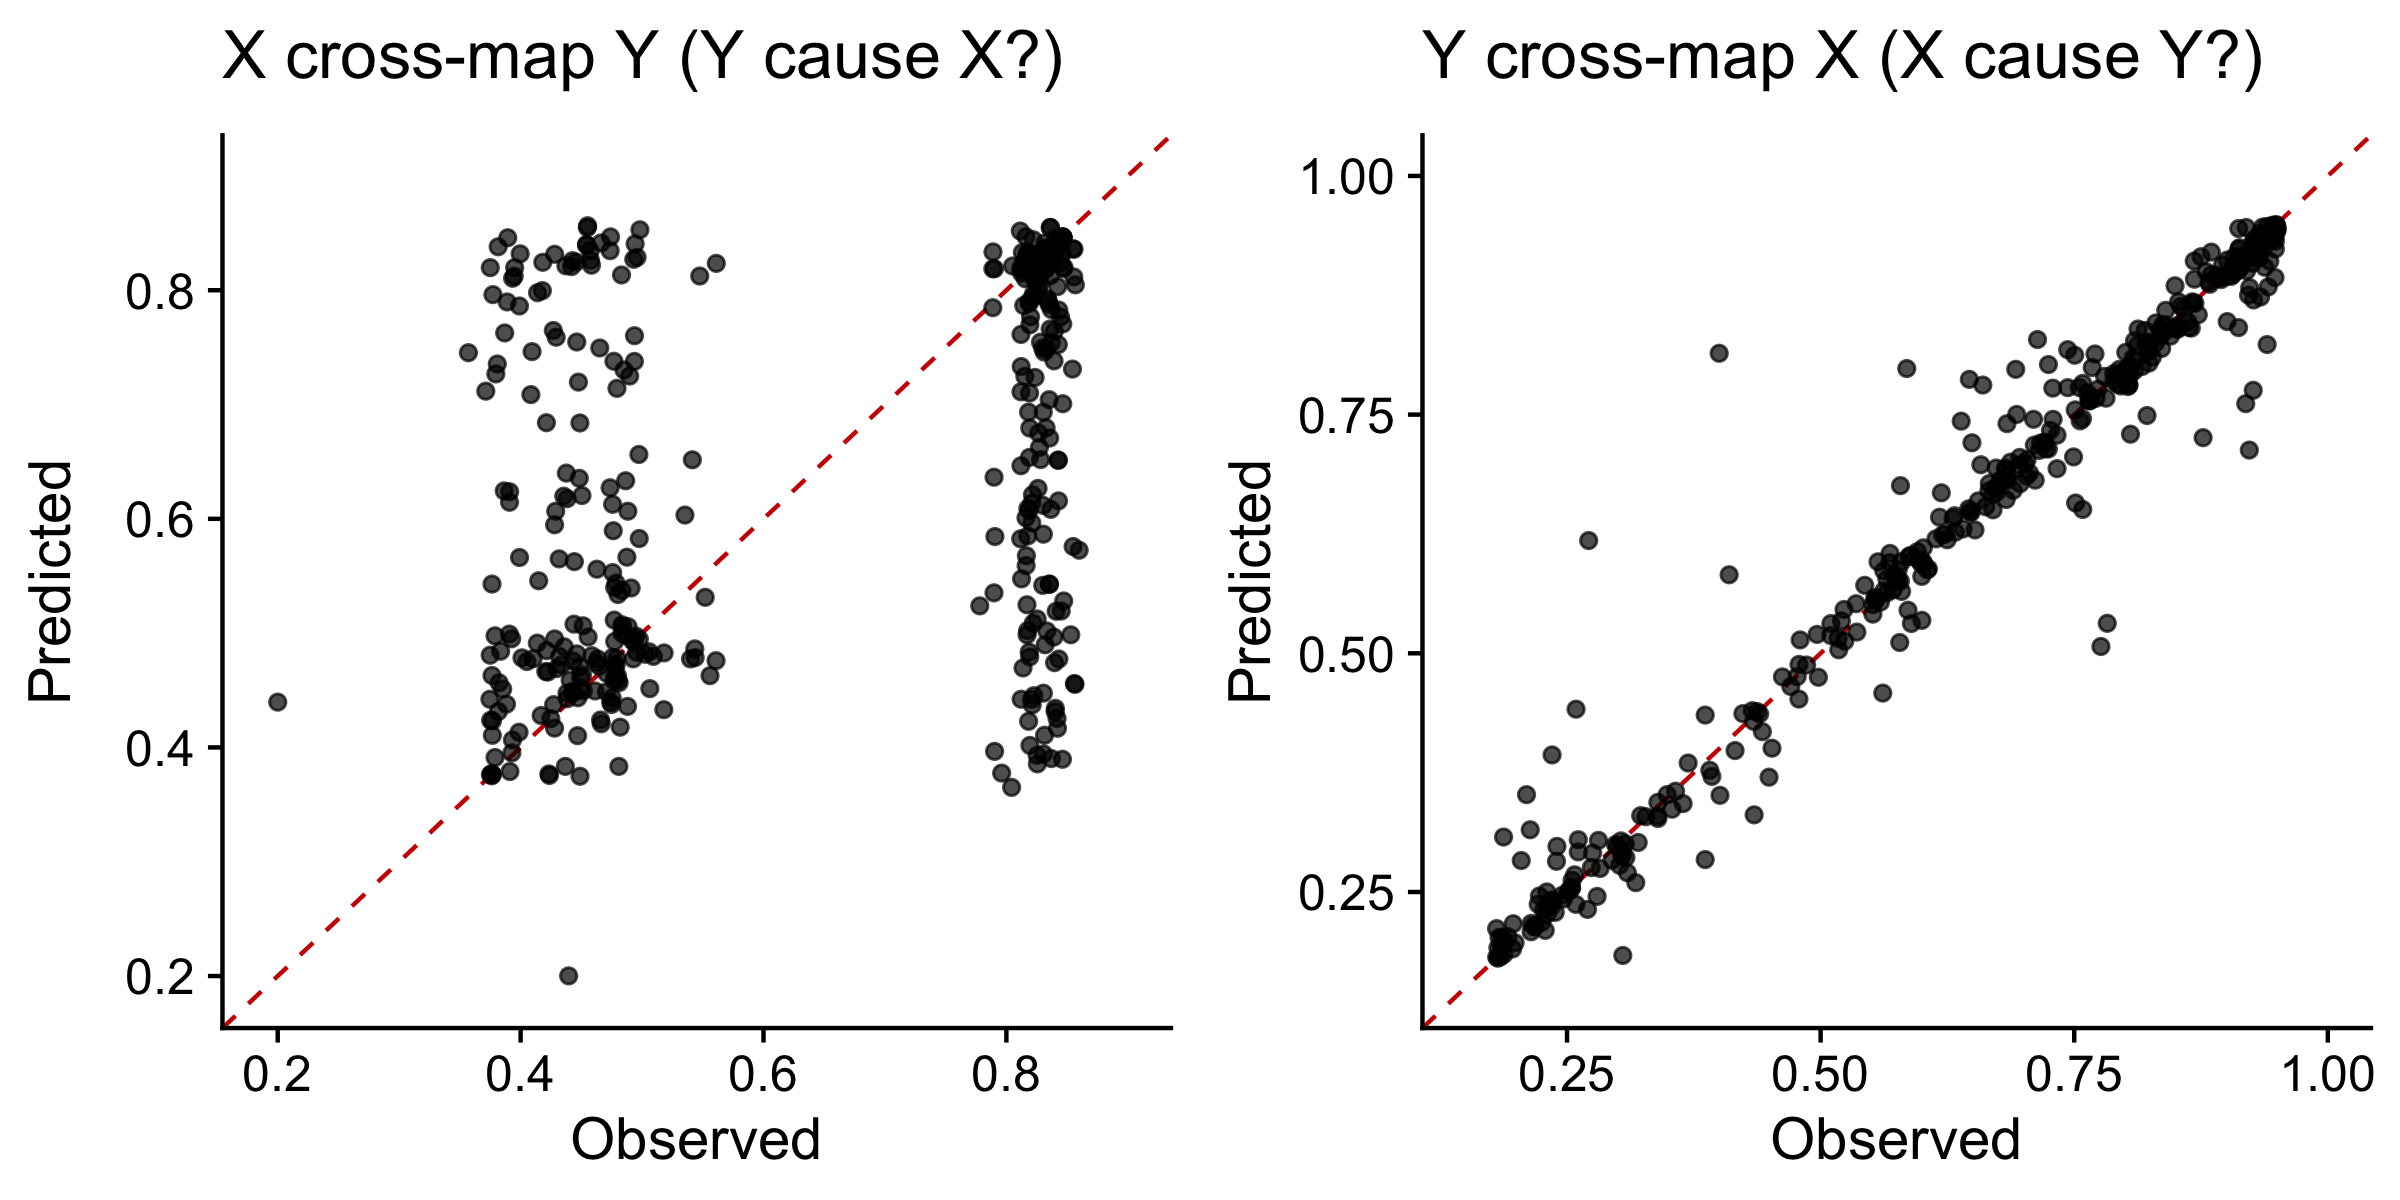 X cross-map Y (Y cause X?)
Predicted
0.8
0.6
0.4
0.2
0.2 0.4 0.6 0.8
Observed
Y cross-map X (X cause Y?)
Predicted
1.00
0.75
0.50
0.25
0.25 0.50 0.75 1.00
Observed